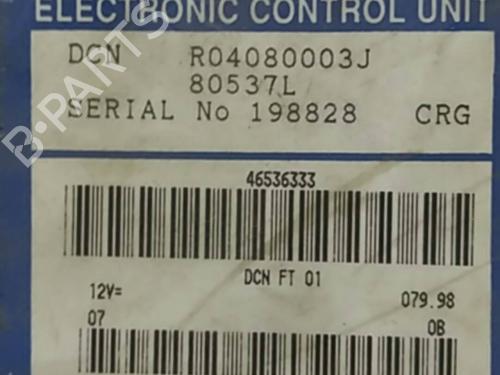 ELECTRONIC CONTROL UNIT
DCN R04080003J
80537L
SERIAL No 198828 CRG
46536333
DCN FT 01
12V= 079.98
07 0B
B-PARTS